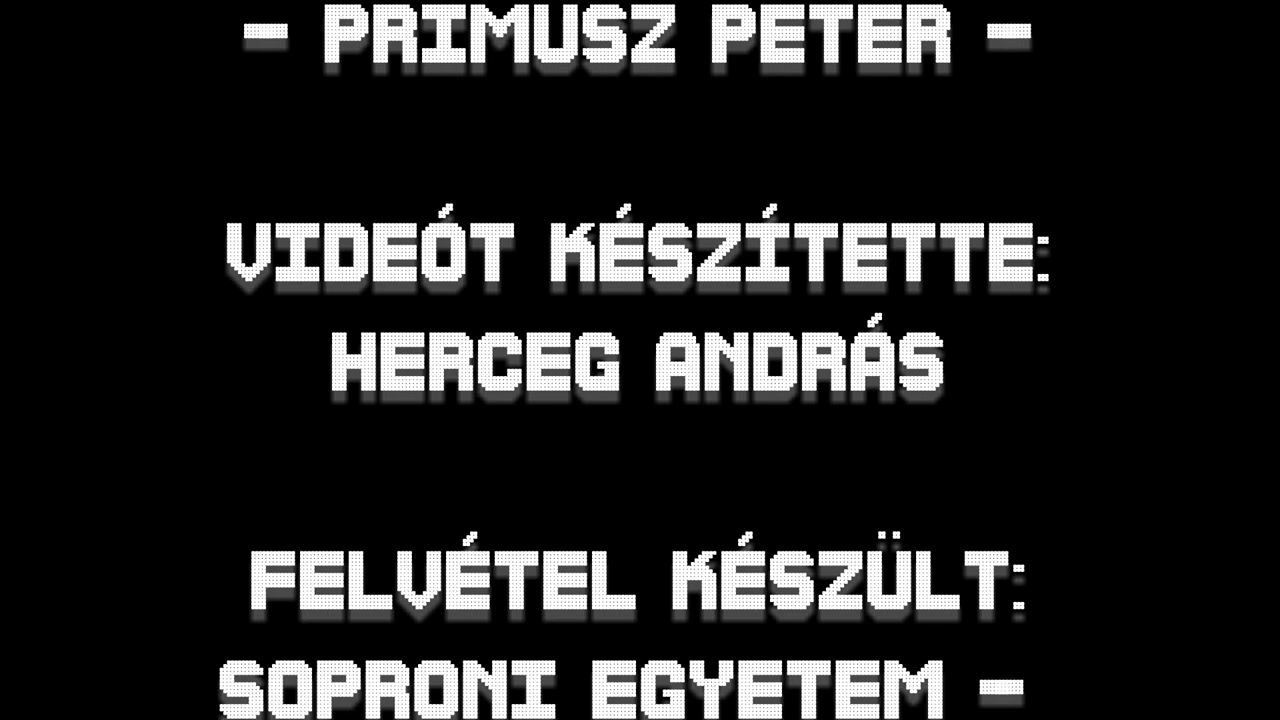 - PRIMUSZ PETER -
VIDEÓT KÉSZÍTETTE:
HERCEG ANDRÁS
FELVÉTEL KÉSZÜLT:
SOPRONI EGYETEM -